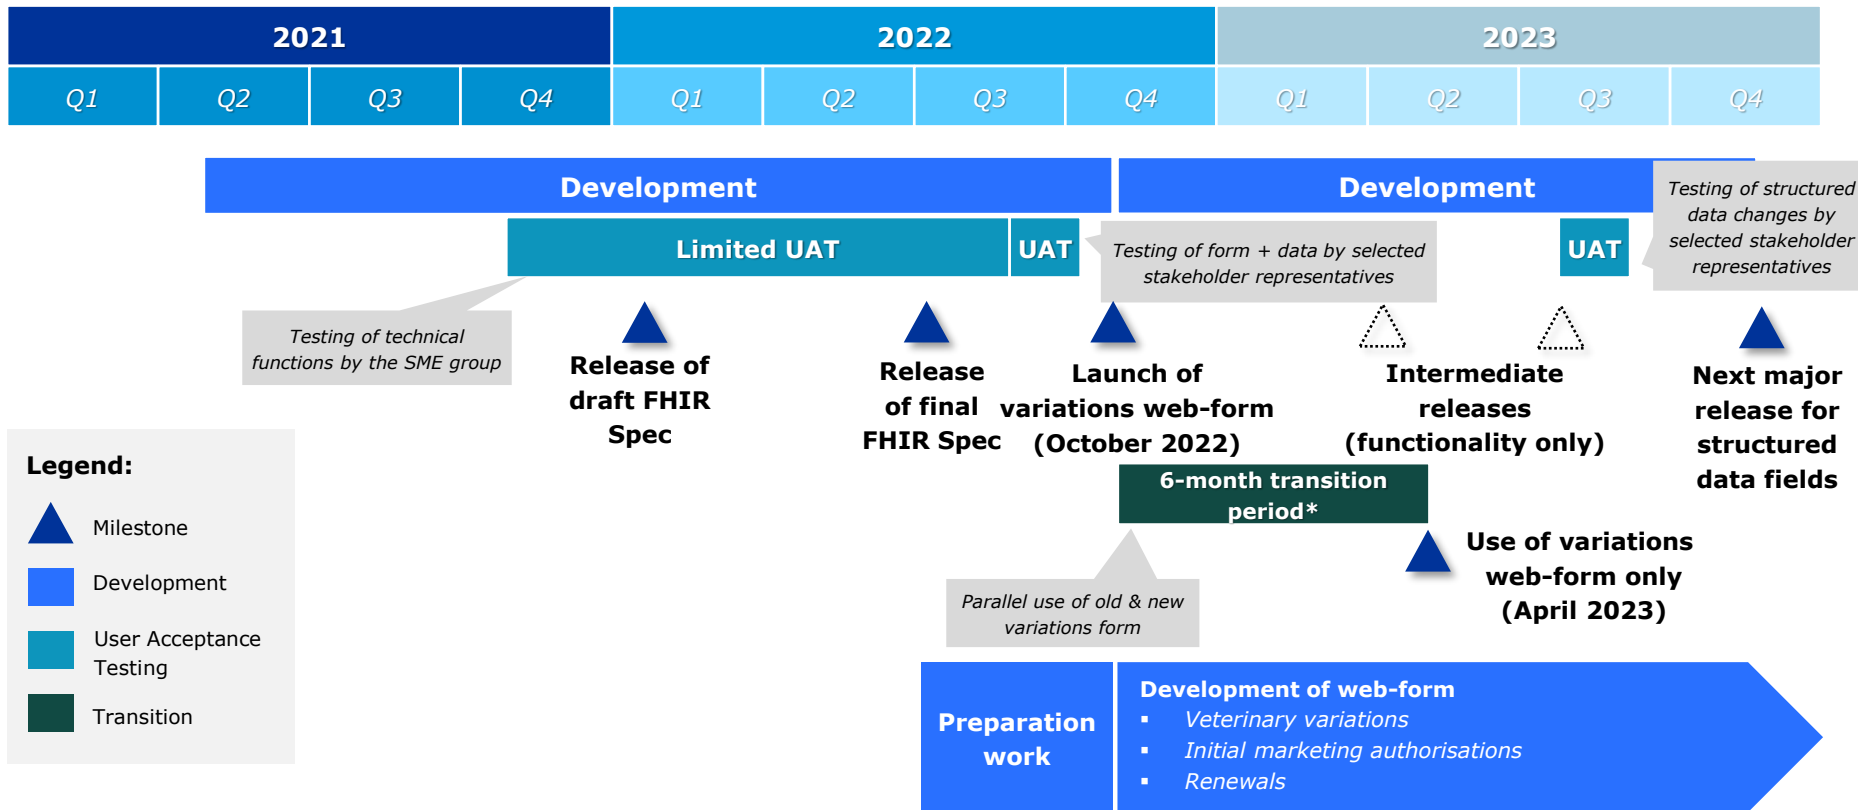 2021
2022
2023
Q1
Q2
Q3
Q4
Q1
Q2
Q3
Q4
Q1
Q2
Q3
Q4
Development
Development
Testing of structured
data changes by
selected stakeholder
representatives
Limited UAT
UAT
Testing of form + data by selected
stakeholder representatives
UAT
Testing of technical
functions by the SME group
Release of
draft FHIR
Spec
Release
of final
FHIR Spec
Launch of
variations web-form
(October 2022)
Intermediate
releases
(functionality only)
Next major
release for
structured
data fields
6-month transition
period*
Use of variations
web-form only
(April 2023)
Parallel use of old & new
variations form
Legend:
Milestone
Development
User Acceptance
Testing
Transition
Preparation
work
Development of web-form
▪ Veterinary variations
▪ Initial marketing authorisations
▪ Renewals